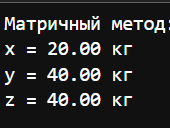 Матричный метод:
x = 20.00 кг
y = 40.00 кг
z = 40.00 кг